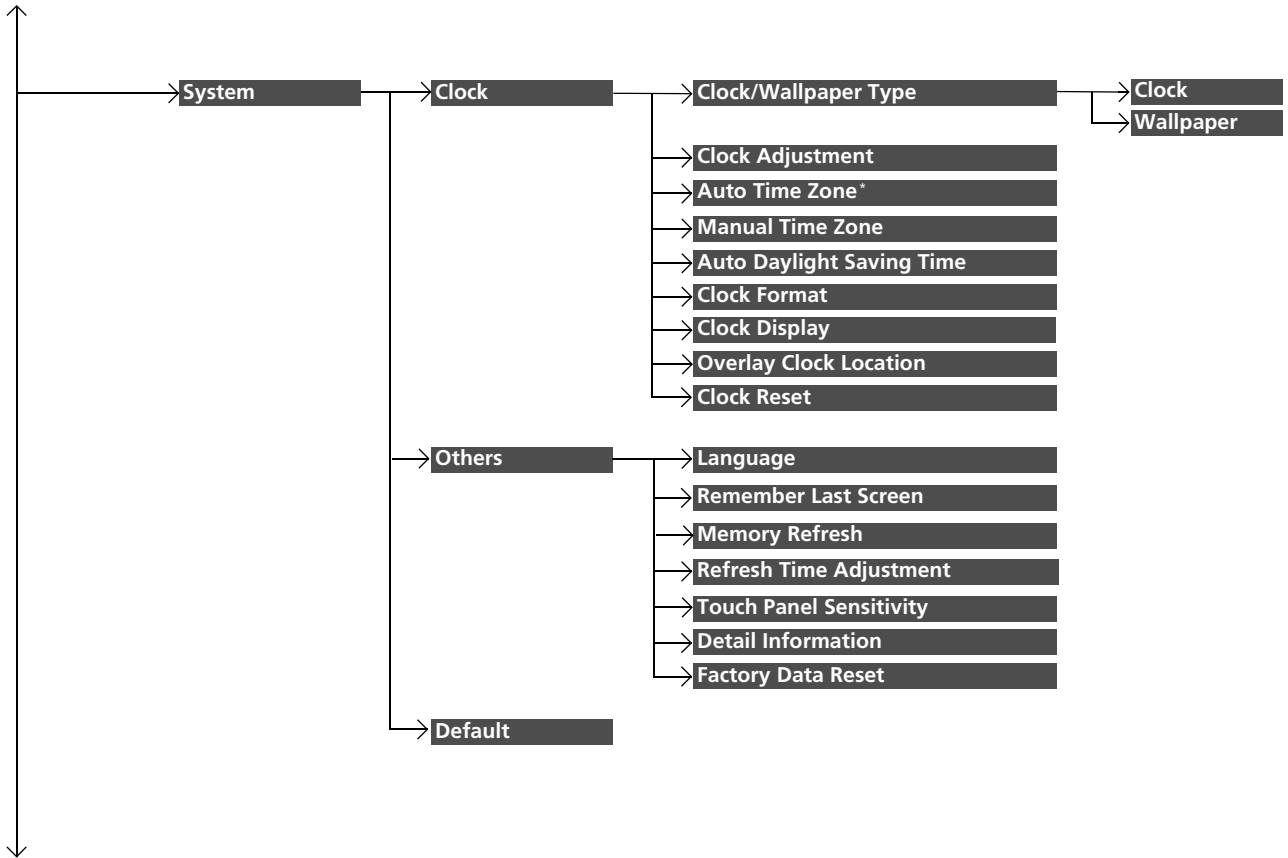 System
Clock
Clock/Wallpaper Type
Clock
Wallpaper
Clock Adjustment
Auto Time Zone*
Manual Time Zone
Auto Daylight Saving Time
Clock Format
Clock Display
Overlay Clock Location
Clock Reset
Others
Language
Remember Last Screen
Memory Refresh
Refresh Time Adjustment
Touch Panel Sensitivity
Detail Information
Factory Data Reset
Default